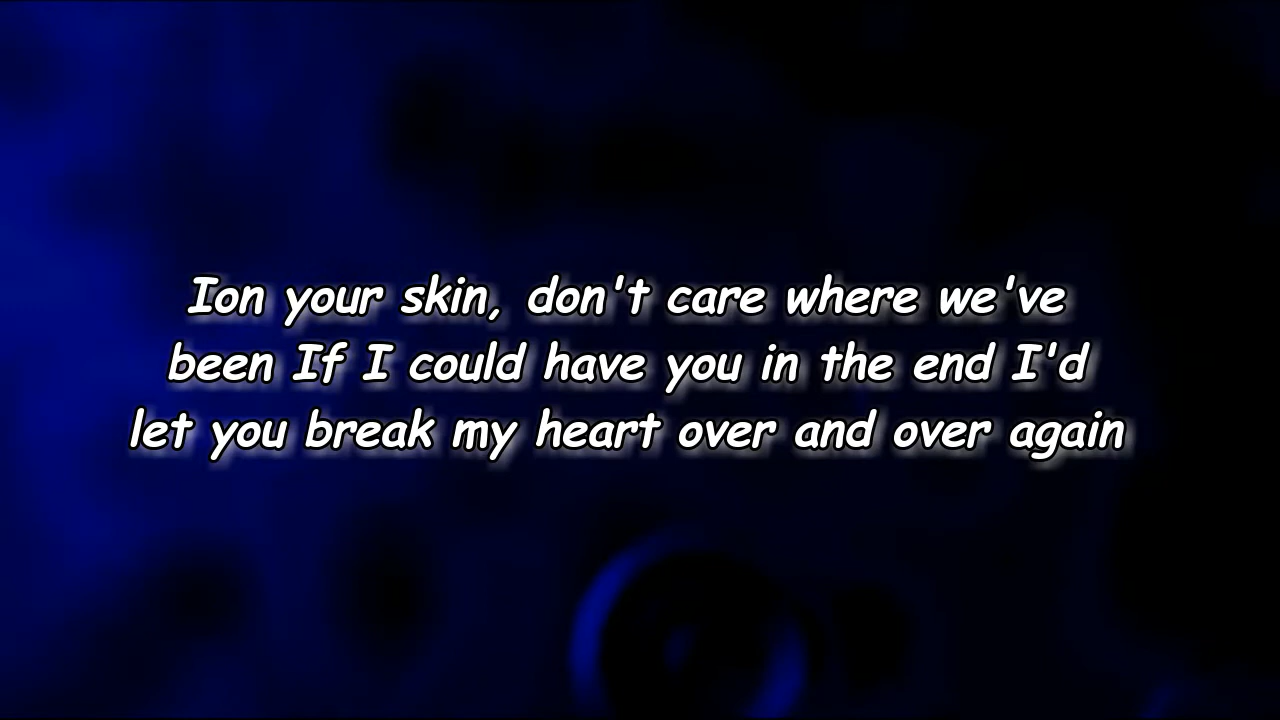 Ion your skin, don't care where we've
been If I could have you in the end I'd
let you break my heart over and over again